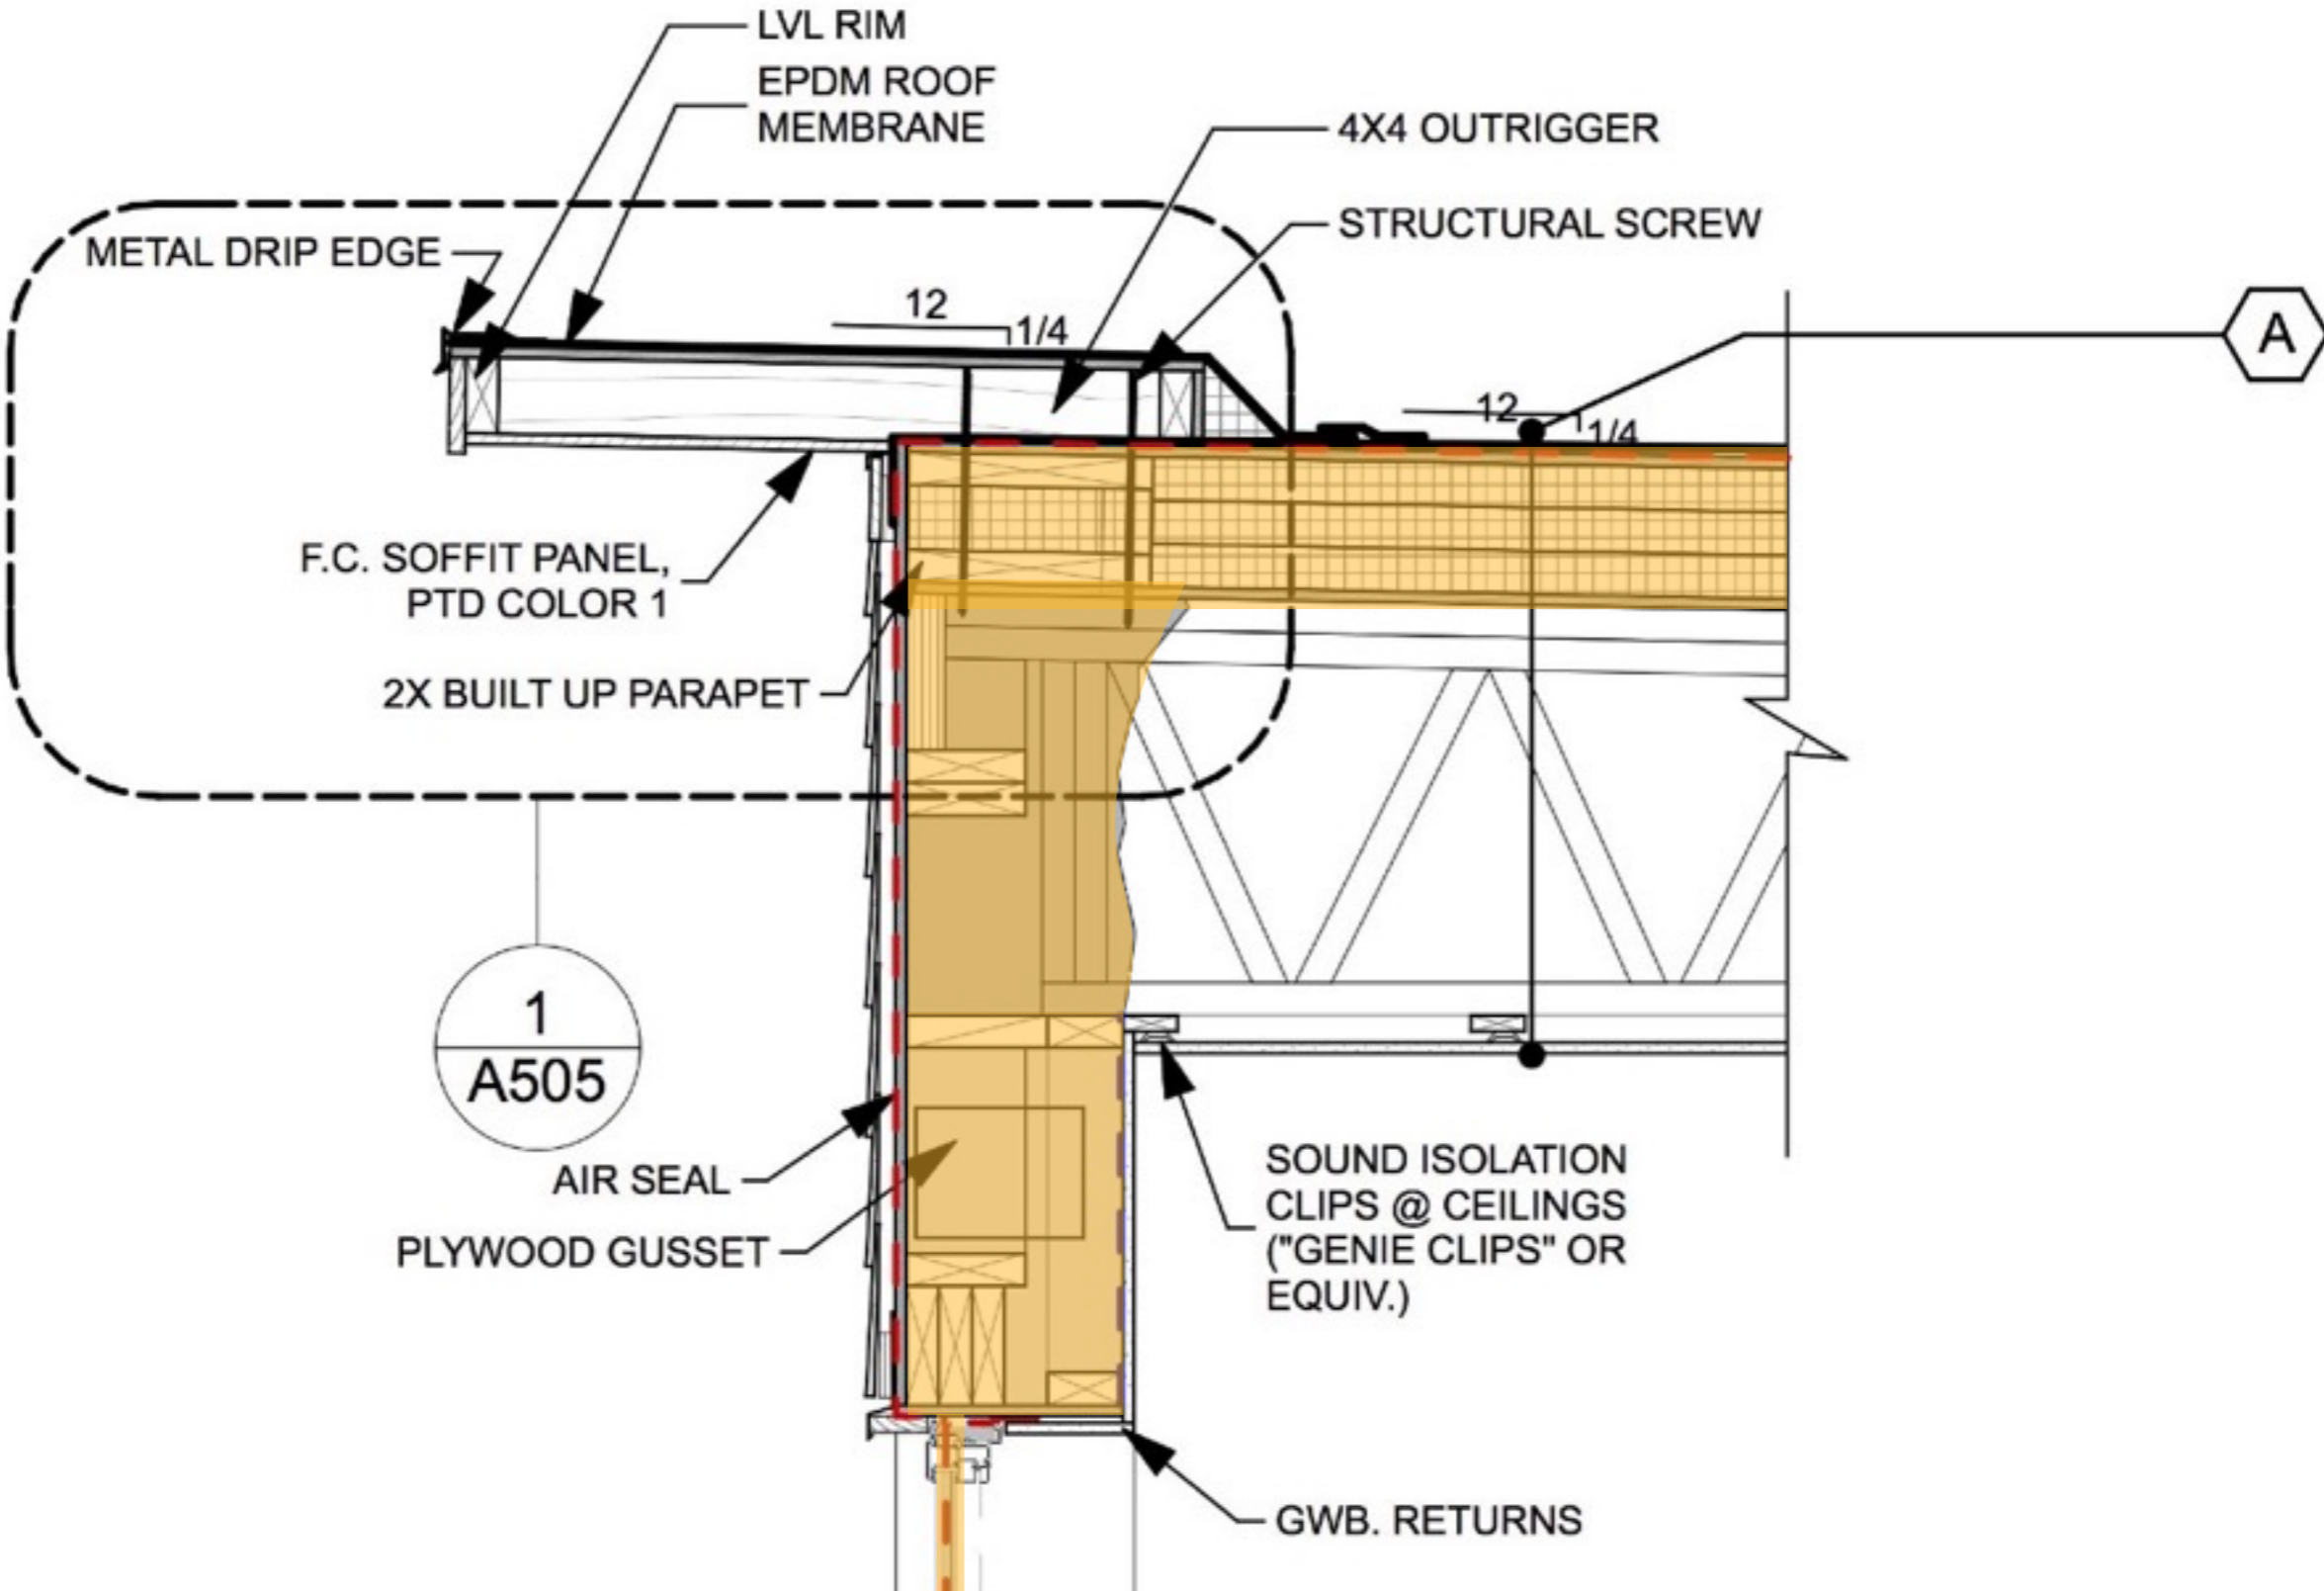 LVL RIM
EPDM ROOF
MEMBRANE
4X4 OUTRIGGER
STRUCTURAL SCREW
METAL DRIP EDGE
12
1/4
A
12
1/4
F.C. SOFFIT PANEL,
PTD COLOR 1
2X BUILT UP PARAPET
1
A505
AIR SEAL
PLYWOOD GUSSET
SOUND ISOLATION
CLIPS @ CEILINGS
("GENIE CLIPS" OR
EQUIV.)
GWB. RETURNS